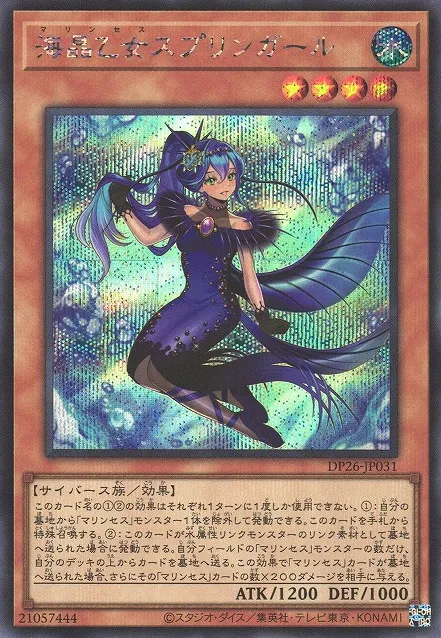 マリンセス
海晶乙女スプリンガール
水
DP26-JP031
【サイバース族／効果】
このカード名の①②の効果はそれぞれ１ターンに１度しか使用できない。①：自分の
墓地から「マリンセス」モンスター１体を除外して発動できる。このカードを手札から
特殊召喚する。②：このカードが水属性リンクモンスターのリンク素材として墓地
へ送られた場合に発動できる。自分フィールドの「マリンセス」モンスターの数だけ、
自分のデッキの上からカードを墓地へ送る。この効果で「マリンセス」カードが墓地
へ送られた場合、さらにその「マリンセス」カードの数×２００ダメージを相手に与える。
ATK/1200 DEF/1000
21057444
©スタジオ・ダイス／集英社・テレビ東京・KONAMI